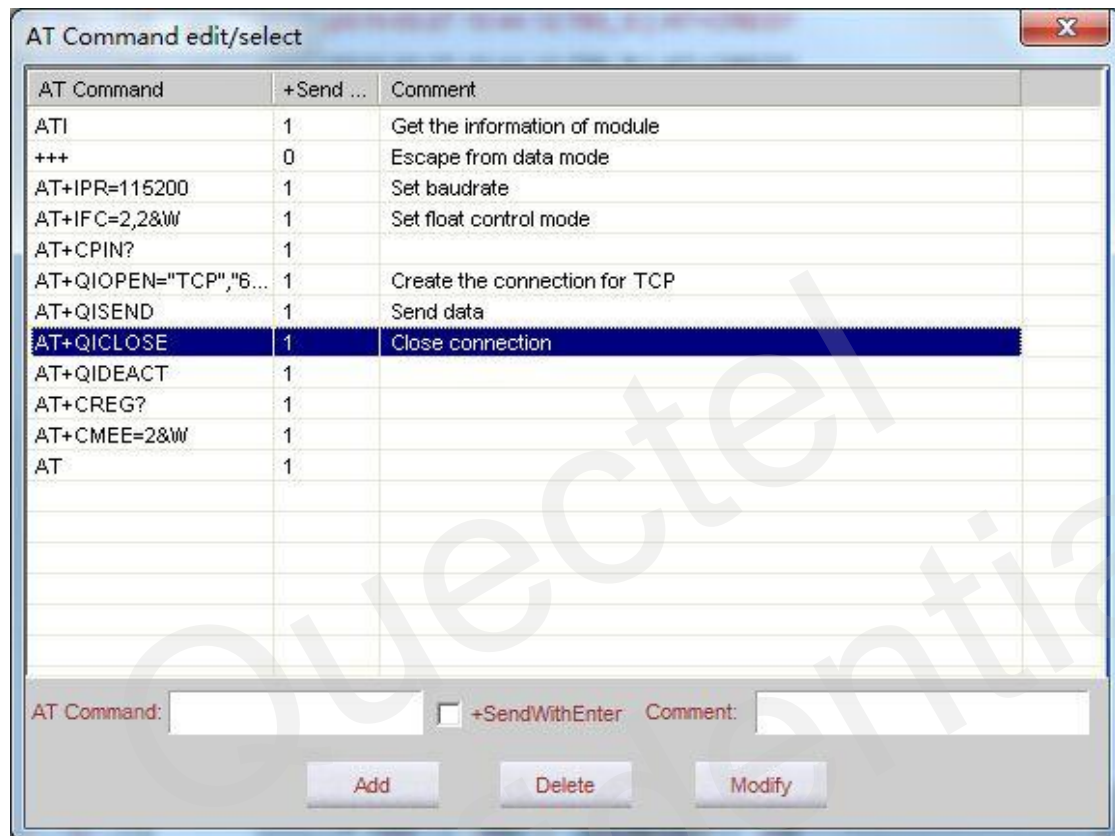 AT Command edit/select
X
AT Command +Send ... Comment
ATI 1 Get the information of module
+++ 0 Escape from data mode
AT+IPR=115200 1 Set baudrate
AT+IFC=2,2&W 1 Set float control mode
AT+CPIN? 1
AT+QIOPEN="TCP","6... 1 Create the connection for TCP
AT+QISEND 1 Send data
AT+QICLOSE 1 Close connection
AT+QIDEACT 1
AT+CREG? 1
AT+CMEE=2&W 1
AT 1
AT Command: +SendWithEnter Comment:
Add Delete Modify
Quectel